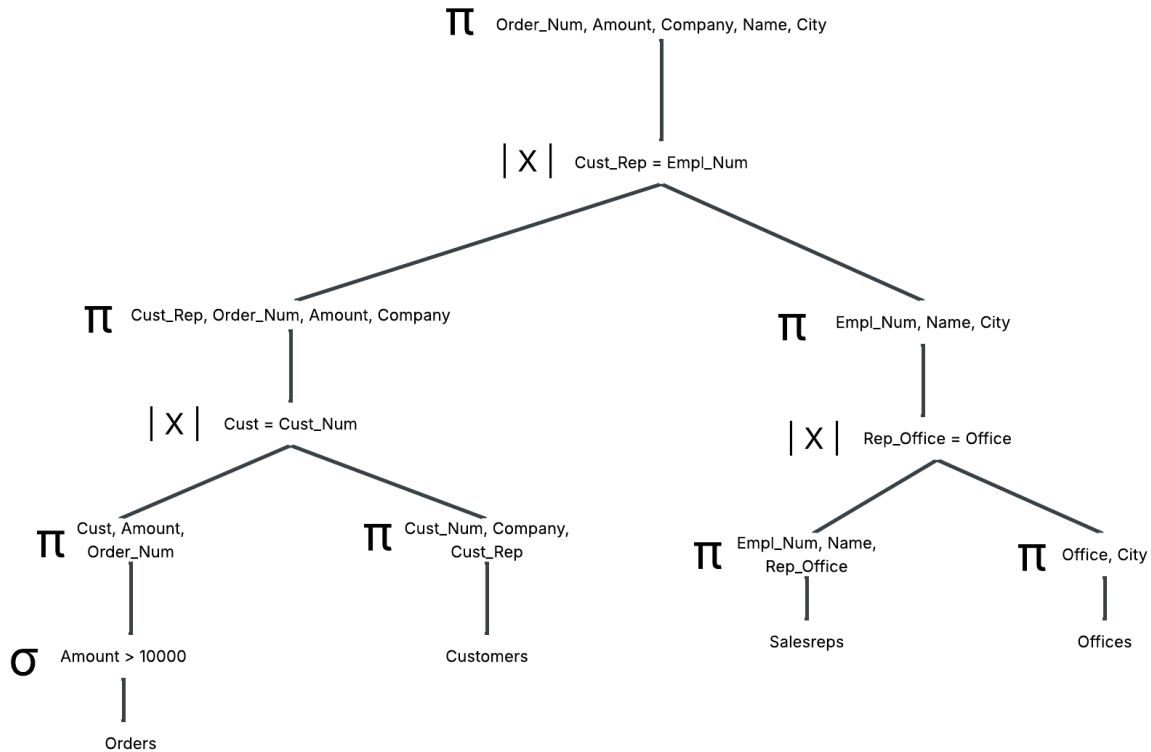 π Order_Num, Amount, Company, Name, City
|X| Cust_Rep = Empl_Num
π Cust_Rep, Order_Num, Amount, Company
π Empl_Num, Name, City
|X| Cust = Cust_Num
|X| Rep_Office = Office
π Cust, Amount,
Order_Num
π Cust_Num, Company,
Cust_Rep
π Empl_Num, Name,
Rep_Office
π Office, City
σ Amount > 10000
Customers
Salesreps
Offices
Orders